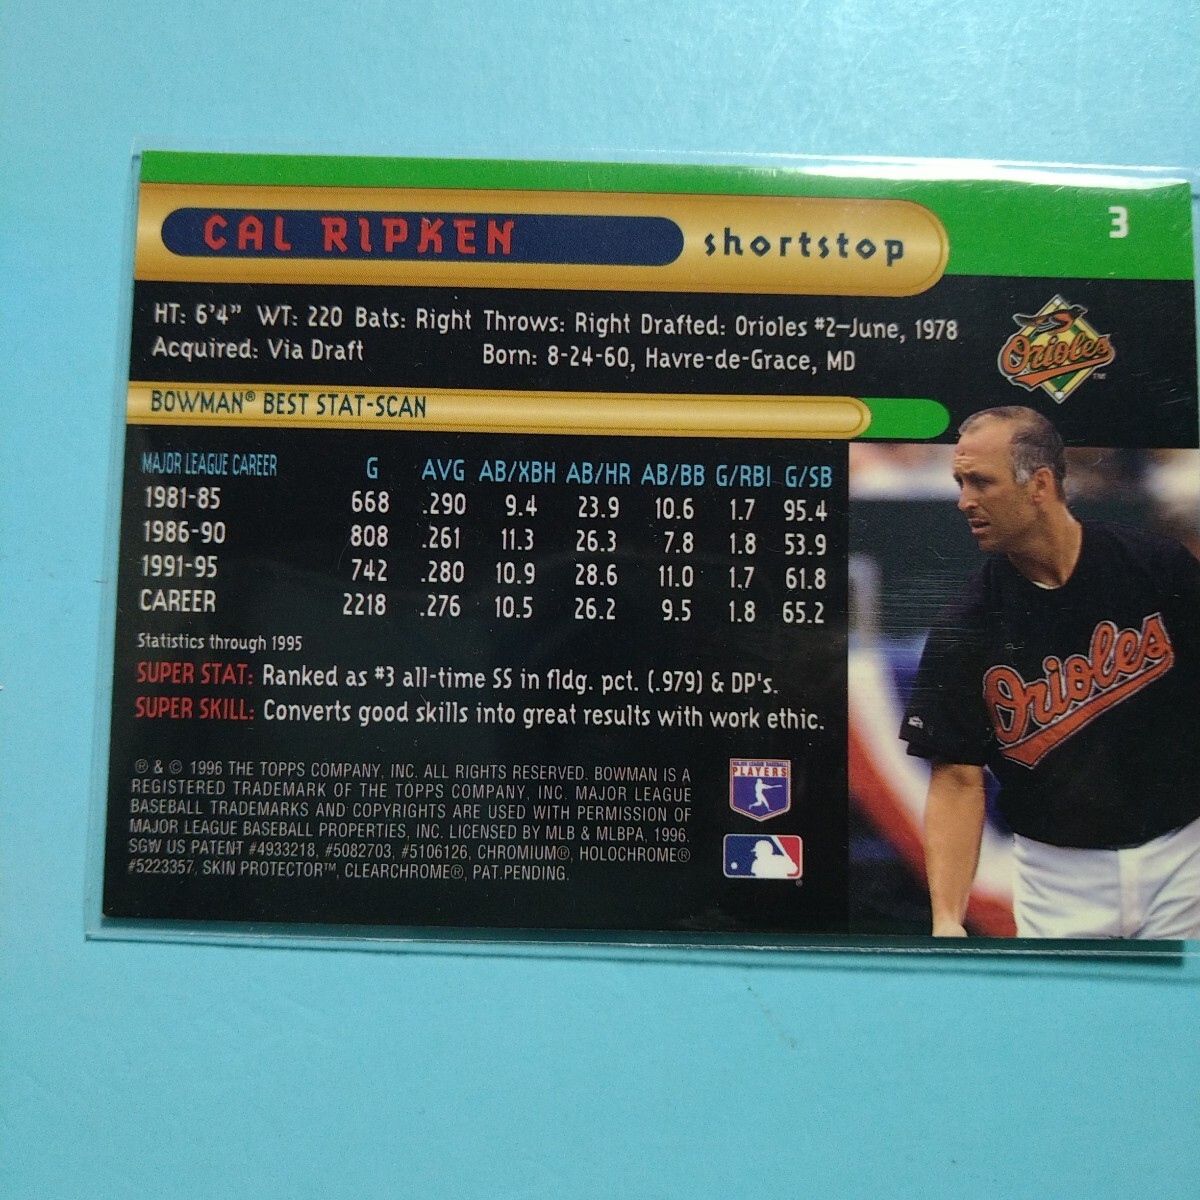 CAL RIPKEN shortstop 3
HT: 6'4" WT: 220 Bats: Right Throws: Right Drafted: Orioles #2–June, 1978
Acquired: Via Draft Born: 8-24-60, Havre-de-Grace, MD
Orioles™
BOWMAN® BEST STAT-SCAN
MAJOR LEAGUE CAREER G AVG AB/XBH AB/HR AB/BB G/RBI G/SB
1981-85 668 .290 9.4 23.9 10.6 1.7 95.4
1986-90 808 .261 11.3 26.3 7.8 1.8 53.9
1991-95 742 .280 10.9 28.6 11.0 1.7 61.8
CAREER 2218 .276 10.5 26.2 9.5 1.8 65.2
Statistics through 1995
SUPER STAT: Ranked as #3 all-time SS in fldg. pct. (.979) & DP's.
SUPER SKILL: Converts good skills into great results with work ethic.
Orioles
® & © 1996 THE TOPPS COMPANY, INC. ALL RIGHTS RESERVED. BOWMAN IS A
REGISTERED TRADEMARK OF THE TOPPS COMPANY, INC. MAJOR LEAGUE
BASEBALL TRADEMARKS AND COPYRIGHTS ARE USED WITH PERMISSION OF
MAJOR LEAGUE BASEBALL PROPERTIES, INC. LICENSED BY MLB & MLBPA, 1996.
SGW US PATENT #4933218, #5082703, #5106126, CHROMIUM®, HOLOCHROME®
#5223357, SKIN PROTECTOR™, CLEARCHROME®, PAT.PENDING.
MAJOR LEAGUE BASEBALL
PLAYERS
®